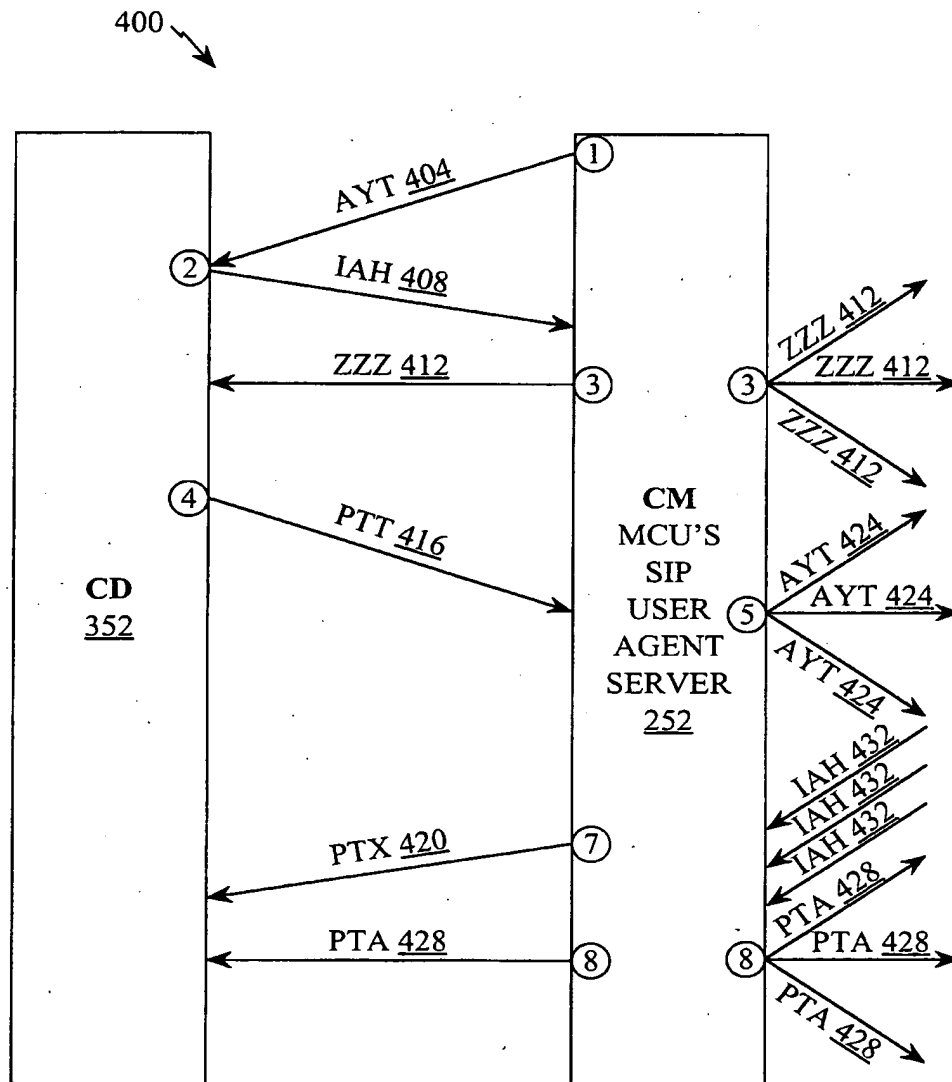 400
1
AYT 404
2
IAH 408
ZZZ 412
3
3
ZZZ 412
ZZZ 412
ZZZ 412
4
PTT 416
CD
352
CM
MCU'S
SIP
USER
AGENT
SERVER
252
5
AYT 424
AYT 424
AYT 424
IAH 432
IAH 432
IAH 432
7
PTX 420
PTA 428
8
8
PTA 428
PTA 428
PTA 428